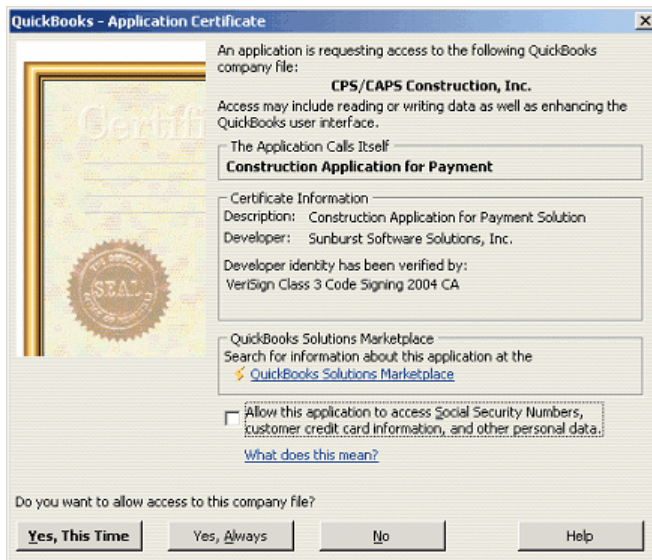 QuickBooks - Application Certificate
An application is requesting access to the following QuickBooks
company file:
CPS/CAPS Construction, Inc.
Access may include reading or writing data as well as enhancing the
QuickBooks user interface.
The Application Calls Itself
Construction Application for Payment
Certificate Information
Description: Construction Application for Payment Solution
Developer: Sunburst Software Solutions, Inc.
Developer identity has been verified by:
VeriSign Class 3 Code Signing 2004 CA
QuickBooks Solutions Marketplace
Search for information about this application at the
QuickBooks Solutions Marketplace
Allow this application to access Social Security Numbers,
customer credit card information, and other personal data.
What does this mean?
Do you want to allow access to this company file?
Yes, This Time Yes, Always No Help
Certifi
SEAL